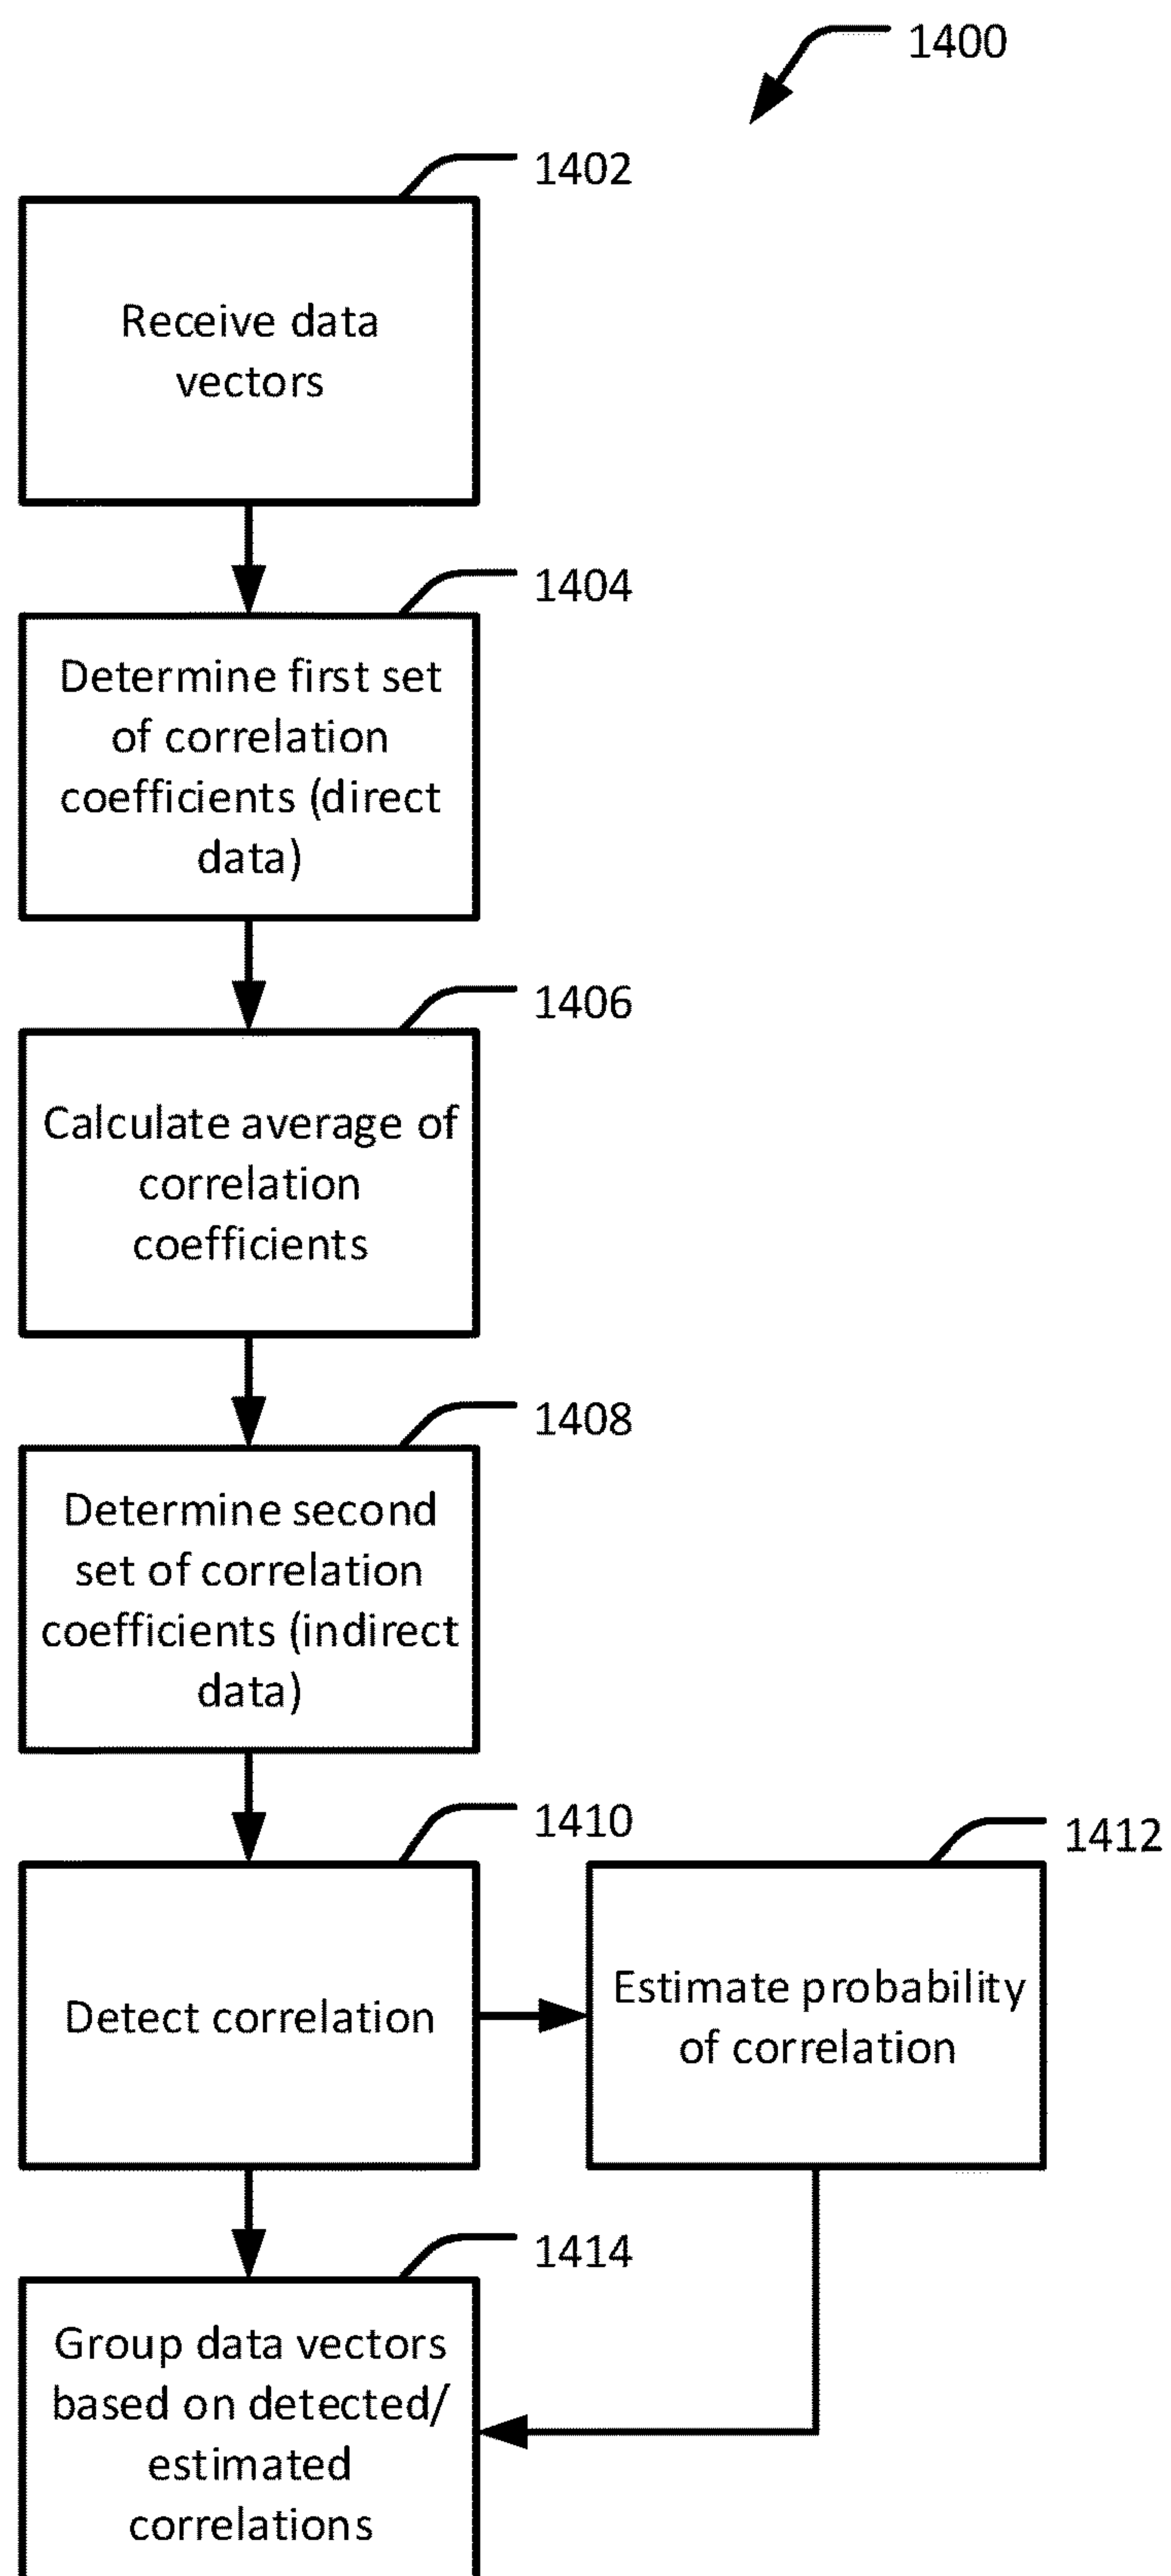 1400
1402
Receive data
vectors
1404
Determine first set
of correlation
coefficients (direct
data)
1406
Calculate average of
correlation
coefficients
1408
Determine second
set of correlation
coefficients (indirect
data)
1410
1412
Detect correlation
Estimate probability
of correlation
1414
Group data vectors
based on detected/
estimated
correlations